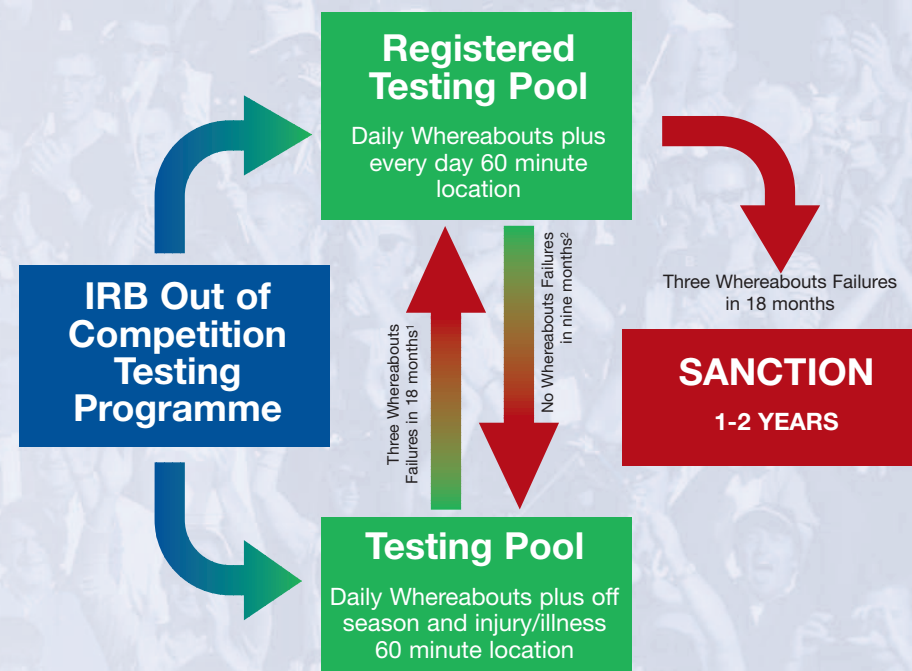 Registered
Testing Pool
Daily Whereabouts plus
every day 60 minute
location
IRB Out of
Competition
Testing
Programme
Three Whereabouts
Failures in 18 months¹
No Whereabouts Failures
in nine months²
Three Whereabouts Failures
in 18 months
SANCTION
1-2 YEARS
Testing Pool
Daily Whereabouts plus off
season and injury/illness
60 minute location